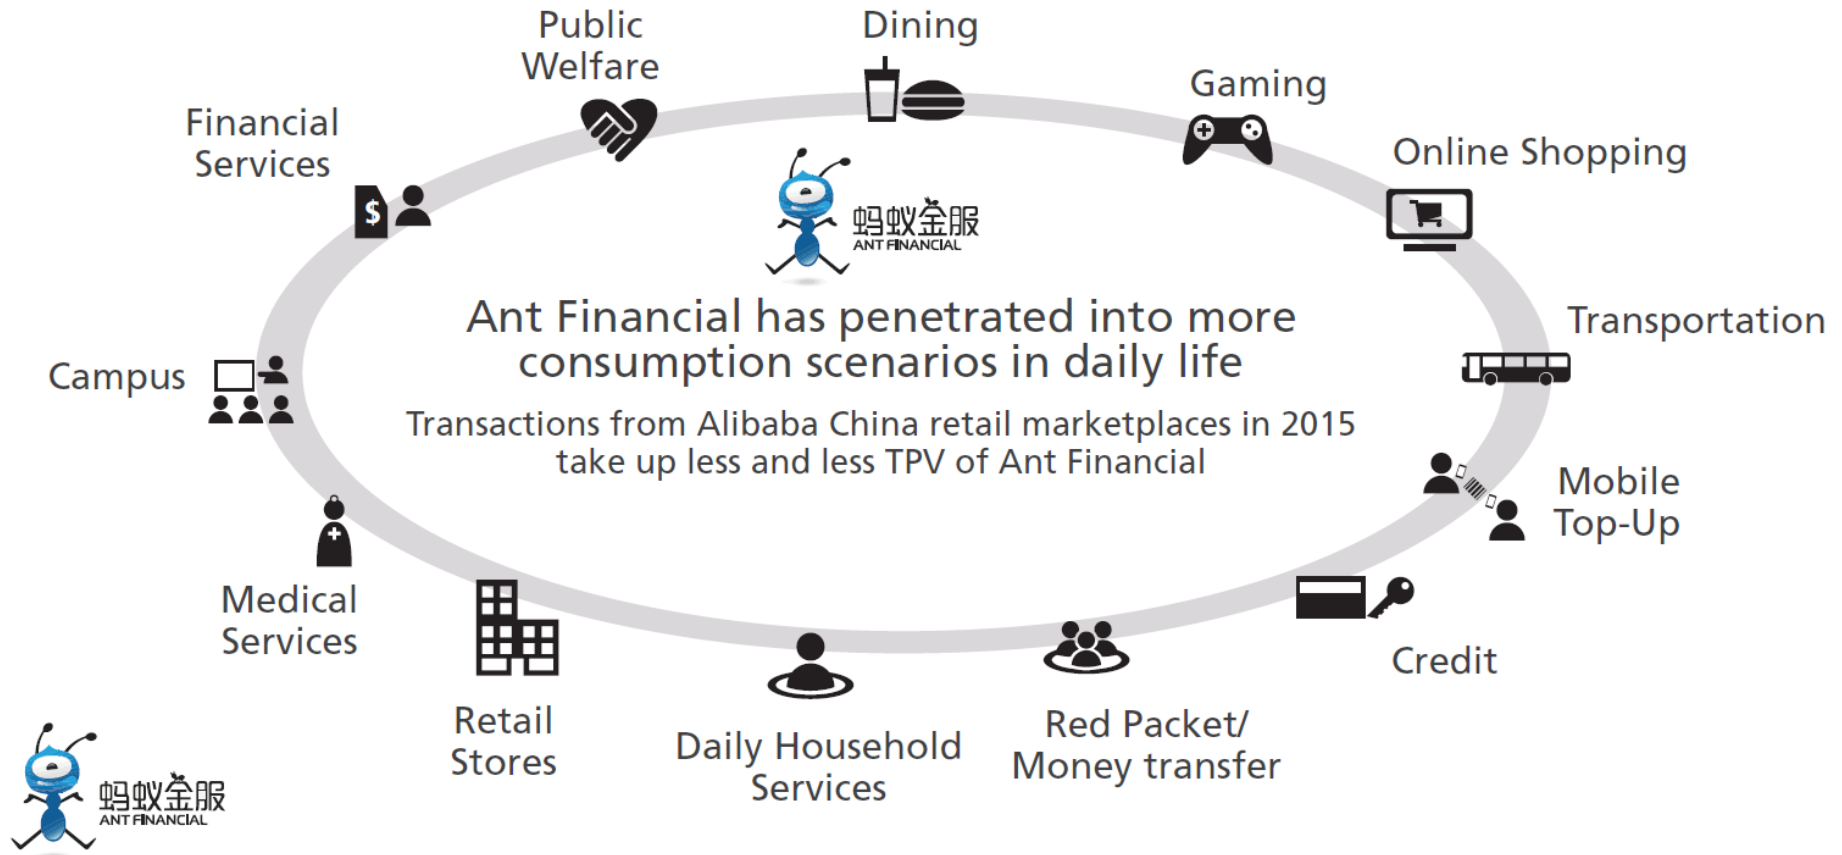 Public
Welfare
Dining
Gaming
Financial
Services
Online Shopping
蚂蚁金服
ANT FINANCIAL
Ant Financial has penetrated into more
consumption scenarios in daily life
Transportation
Campus
Transactions from Alibaba China retail marketplaces in 2015
take up less and less TPV of Ant Financial
Mobile
Top-Up
Medical
Services
Credit
Retail
Stores
Daily Household
Services
Red Packet/
Money transfer
蚂蚁金服
ANT FINANCIAL
$